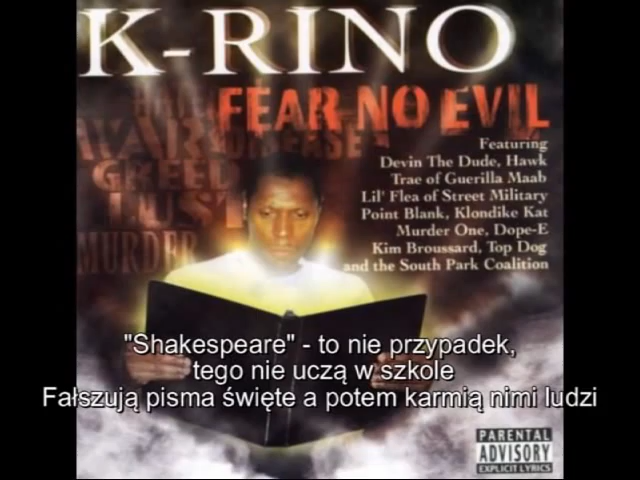 K-RINO
FEAR NO EVIL
WAR
DISEASE
GREED
LUST
MURDER
Featuring
Devin The Dude, Hawk
Trae of Guerilla Maab
Lil' Flea of Street Military
Point Blank, Klondike Kat
Murder One, Dope-E
Kim Broussard, Top Dog
and the South Park Coalition
"Shakespeare" - to nie przypadek,
tego nie uczą w szkole
Fałszują pisma święte a potem karmią nimi ludzi
PARENTAL
ADVISORY
EXPLICIT LYRICS